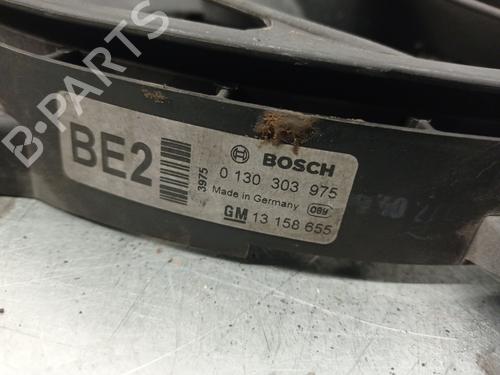 B-PARTS
BE2
3975
BOSCH
0 130 303 975
Made in Germany
GM 13 158 655